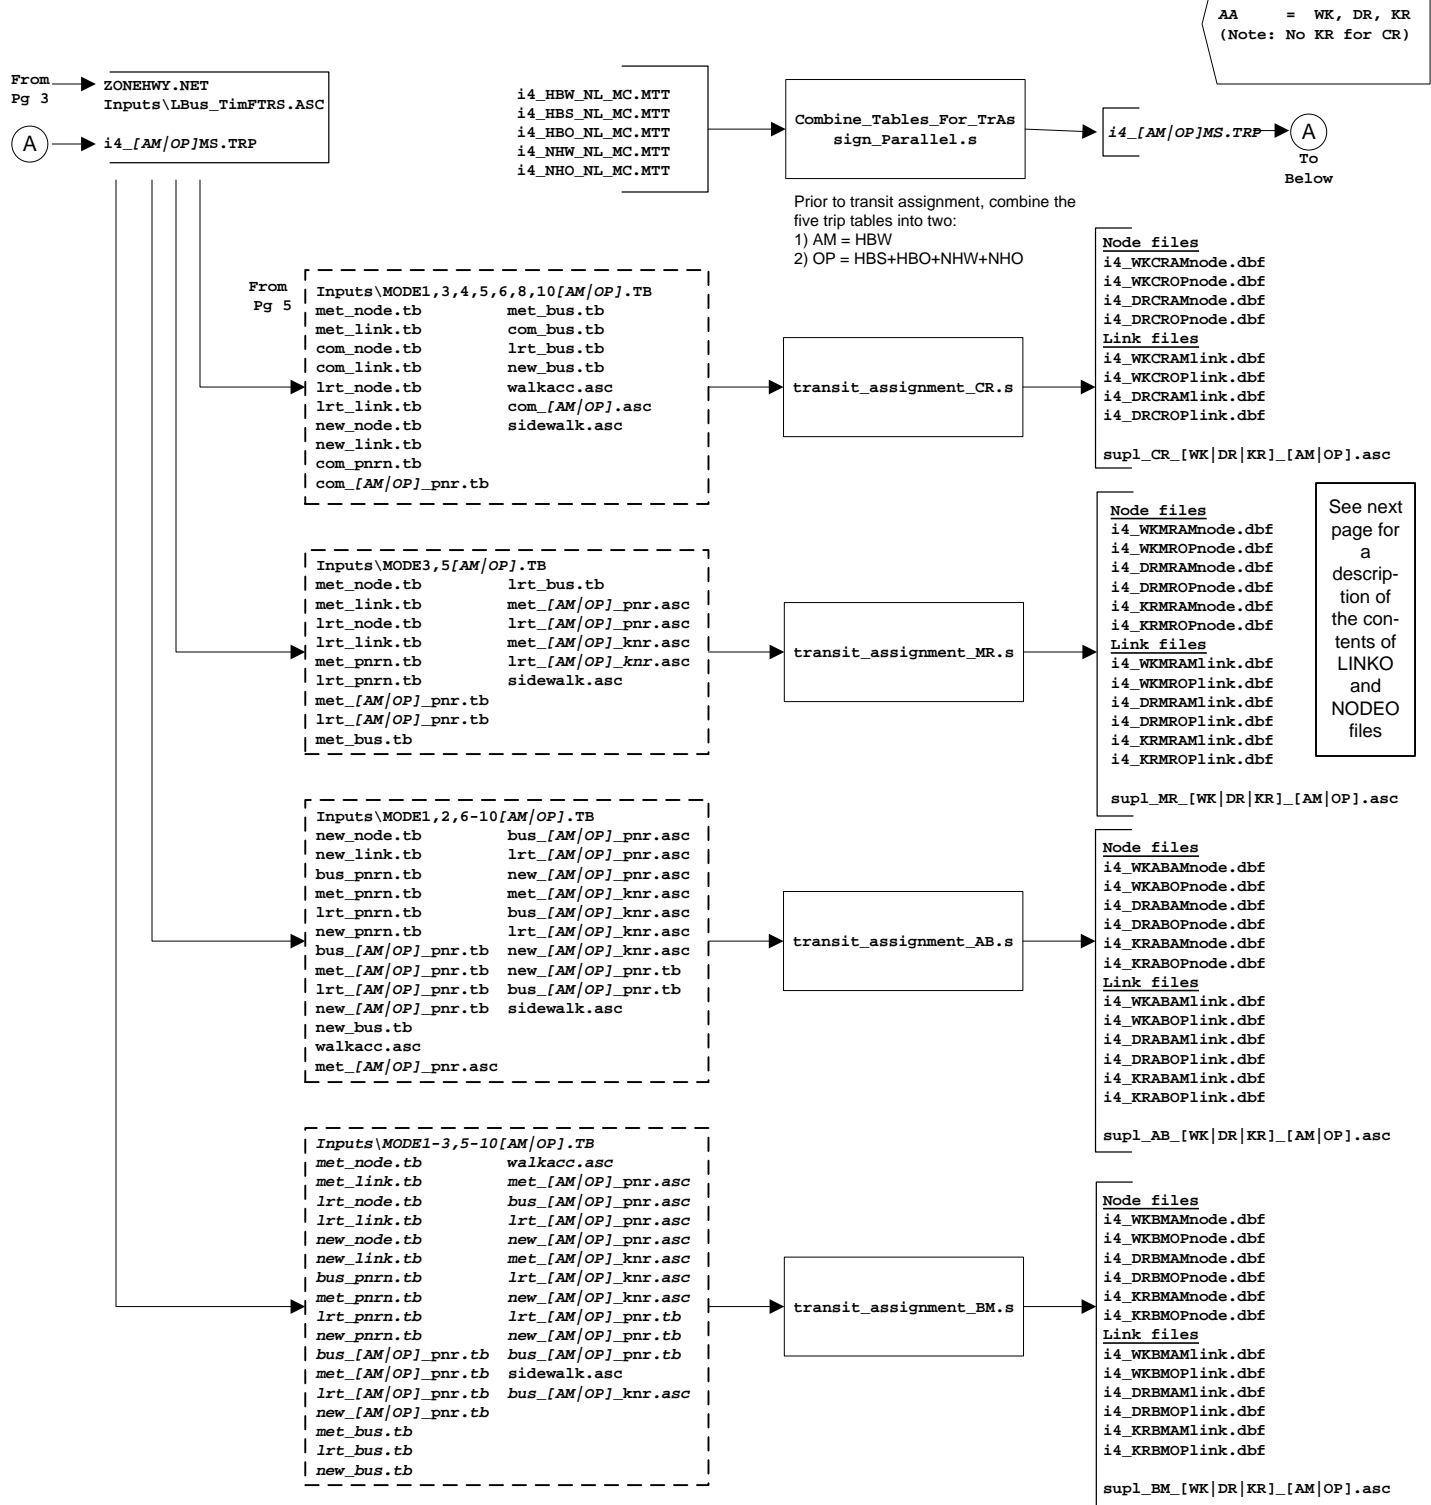 AA = WK, DR, KR
(Note: No KR for CR)
From
Pg 3
ZONEHWY.NET
Inputs\LBus_TimFTRS.ASC
A
i4_[AM/OP]MS.TRP
i4_HBW_NL_MC.MTT
i4_HBS_NL_MC.MTT
i4_HBO_NL_MC.MTT
i4_NHW_NL_MC.MTT
i4_NHO_NL_MC.MTT
Combine_Tables_For_TrAs
sign_Parallel.s
i4_[AM/OP]MS.TRP
A
To
Below
Prior to transit assignment, combine the
five trip tables into two:
1) AM = HBW
2) OP = HBS+HBO+NHW+NHO
From
Pg 5
Inputs\MODE1,3,4,5,6,8,10[AM/OP].TB
met_node.tb met_bus.tb
met_link.tb com_bus.tb
com_node.tb lrt_bus.tb
com_link.tb new_bus.tb
lrt_node.tb walkacc.asc
lrt_link.tb com_[AM/OP].asc
new_node.tb sidewalk.asc
new_link.tb
com_pnrn.tb
com_[AM/OP]_pnr.tb
transit_assignment_CR.s
Node files
i4_WKCRAMnode.dbf
i4_WKCROPnode.dbf
i4_DRCRAMnode.dbf
i4_DRCROPnode.dbf
Link files
i4_WKCRAMlink.dbf
i4_WKCROPlink.dbf
i4_DRCRAMlink.dbf
i4_DRCROPlink.dbf
supl_CR_[WK|DR|KR]_[AM|OP].asc
Inputs\MODE3,5[AM/OP].TB
met_node.tb lrt_bus.tb
met_link.tb met_[AM/OP]_pnr.asc
lrt_node.tb lrt_[AM/OP]_pnr.asc
lrt_link.tb met_[AM/OP]_knr.asc
met_pnrn.tb lrt_[AM/OP]_knr.asc
lrt_pnrn.tb sidewalk.asc
met_[AM/OP]_pnr.tb
lrt_[AM/OP]_pnr.tb
met_bus.tb
transit_assignment_MR.s
Node files
i4_WKMRAMnode.dbf
i4_WKMROPnode.dbf
i4_DRMRAMnode.dbf
i4_DRMROPnode.dbf
i4_KRMRAMnode.dbf
i4_KRMROPnode.dbf
Link files
i4_WKMRAMlink.dbf
i4_WKMROPlink.dbf
i4_DRMRAMlink.dbf
i4_DRMROPlink.dbf
i4_KRMRAMlink.dbf
i4_KRMROPlink.dbf
supl_MR_[WK|DR|KR]_[AM|OP].asc
See next
page for
a
descrip-
tion of
the con-
tents of
LINKO
and
NODEO
files
Inputs\MODE1,2,6-10[AM/OP].TB
new_node.tb bus_[AM/OP]_pnr.asc
new_link.tb lrt_[AM/OP]_pnr.asc
bus_pnrn.tb new_[AM/OP]_pnr.asc
met_pnrn.tb met_[AM/OP]_knr.asc
lrt_pnrn.tb bus_[AM/OP]_knr.asc
new_pnrn.tb lrt_[AM/OP]_knr.asc
bus_[AM/OP]_pnr.tb new_[AM/OP]_knr.asc
met_[AM/OP]_pnr.tb new_[AM/OP]_pnr.tb
lrt_[AM/OP]_pnr.tb bus_[AM/OP]_pnr.tb
new_[AM/OP]_pnr.tb sidewalk.asc
new_bus.tb
walkacc.asc
met_[AM/OP]_pnr.asc
transit_assignment_AB.s
Node files
i4_WKABAMnode.dbf
i4_WKABOPnode.dbf
i4_DRABAMnode.dbf
i4_DRABOPnode.dbf
i4_KRABAMnode.dbf
i4_KRABOPnode.dbf
Link files
i4_WKABAMlink.dbf
i4_WKABOPlink.dbf
i4_DRABAMlink.dbf
i4_DRABOPlink.dbf
i4_KRABAMlink.dbf
i4_KRABOPlink.dbf
supl_AB_[WK|DR|KR]_[AM|OP].asc
Inputs\MODE1-3,5-10[AM/OP].TB
met_node.tb walkacc.asc
met_link.tb met_[AM/OP]_pnr.asc
lrt_node.tb bus_[AM/OP]_pnr.asc
lrt_link.tb lrt_[AM/OP]_pnr.asc
new_node.tb new_[AM/OP]_pnr.asc
new_link.tb met_[AM/OP]_knr.asc
bus_pnrn.tb lrt_[AM/OP]_knr.asc
met_pnrn.tb new_[AM/OP]_knr.asc
lrt_pnrn.tb lrt_[AM/OP]_pnr.tb
new_pnrn.tb new_[AM/OP]_pnr.tb
bus_[AM/OP]_pnr.tb bus_[AM/OP]_pnr.tb
met_[AM/OP]_pnr.tb sidewalk.asc
lrt_[AM/OP]_pnr.tb bus_[AM/OP]_knr.asc
new_[AM/OP]_pnr.tb
met_bus.tb
lrt_bus.tb
new_bus.tb
transit_assignment_BM.s
Node files
i4_WKBMAMnode.dbf
i4_WKBMOPnode.dbf
i4_DRBMAMnode.dbf
i4_DRBMOPnode.dbf
i4_KRBMAMnode.dbf
i4_KRBMOPnode.dbf
Link files
i4_WKBMAMlink.dbf
i4_WKBMOPlink.dbf
i4_DRBMAMlink.dbf
i4_DRBMOPlink.dbf
i4_KRBMAMlink.dbf
i4_KRBMOPlink.dbf
supl_BM_[WK|DR|KR]_[AM|OP].asc